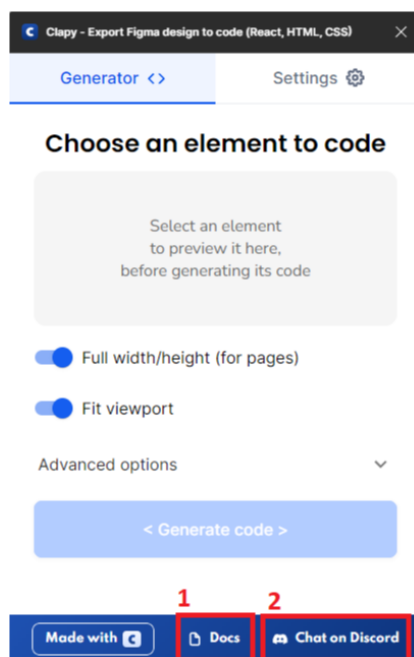 Clapy - Export Figma design to code (React, HTML, CSS)
Generator <>
Settings
Choose an element to code
Select an element
to preview it here,
before generating its code
Full width/height (for pages)
Fit viewport
Advanced options
< Generate code >
1
2
Made with C
Docs
Chat on Discord